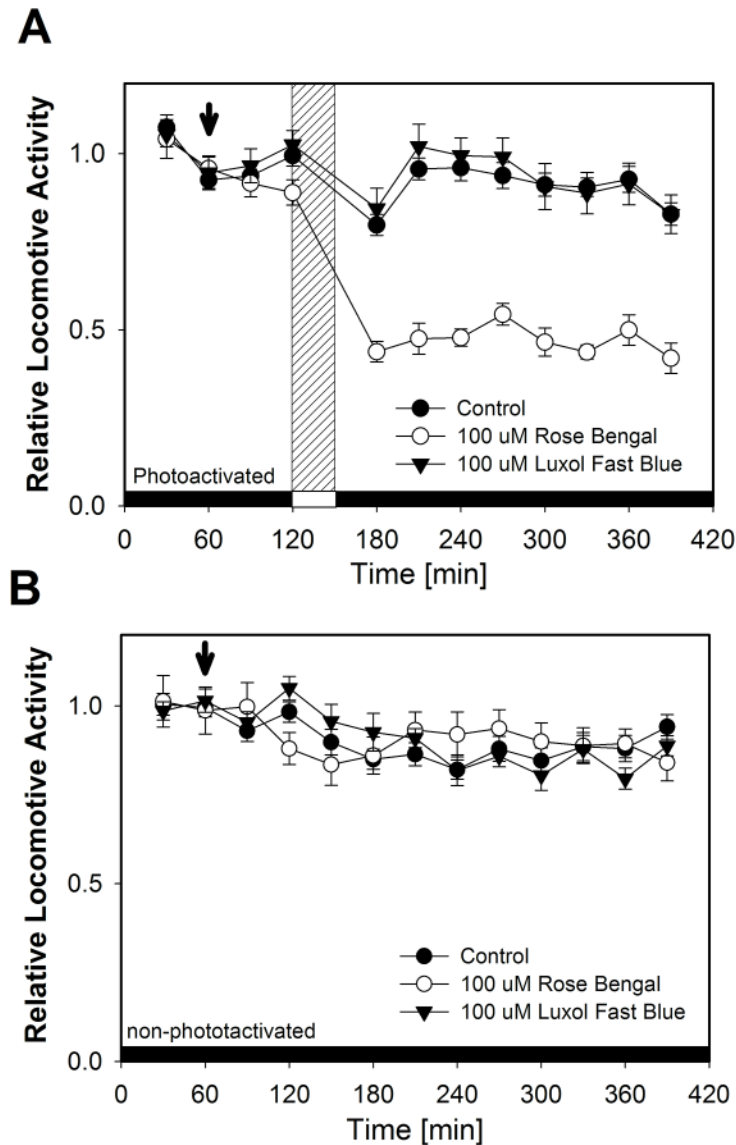 A
Relative Locomotive Activity
1.0
0.5
0.0
Control
100 uM Rose Bengal
100 uM Luxol Fast Blue
Photoactivated
0 60 120 180 240 300 360 420
Time [min]
B
Relative Locomotive Activity
1.0
0.5
0.0
Control
100 uM Rose Bengal
100 uM Luxol Fast Blue
non-phototactivated
0 60 120 180 240 300 360 420
Time [min]